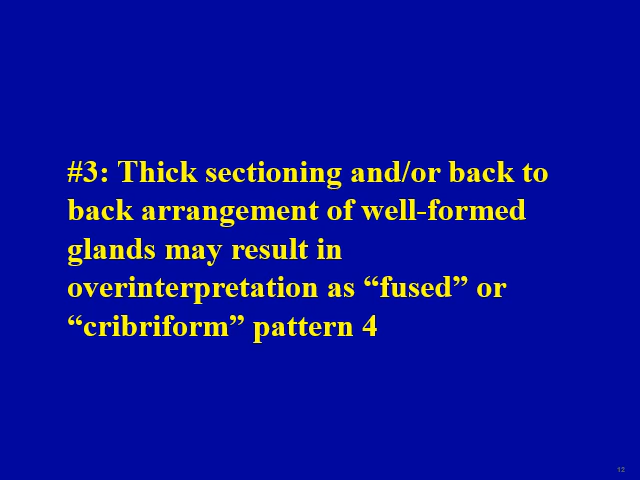 #3: Thick sectioning and/or back to
back arrangement of well-formed
glands may result in
overinterpretation as “fused” or
“cribriform” pattern 4
12